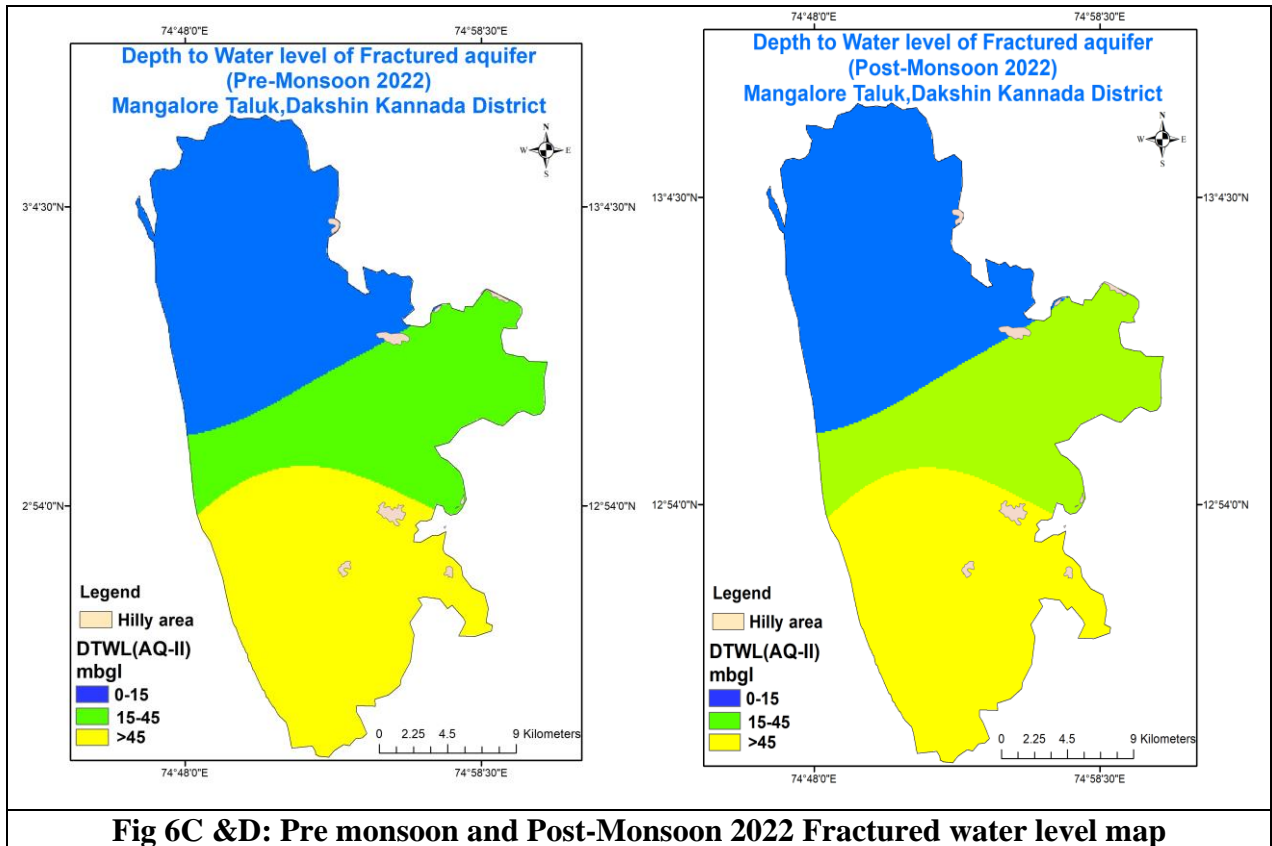 74°48'0"E
74°58'30"E
Depth to Water level of Fractured aquifer
(Pre-Monsoon 2022)
Mangalore Taluk,Dakshin Kannada District
N
W E
S
3°4'30"N
13°4'30"N
2°54'0"N
12°54'0"N
Legend
Hilly area
DTWL(AQ-II)
mbgl
0-15
15-45
>45
0 2.25 4.5 9 Kilometers
74°48'0"E
74°58'30"E
74°48'0"E
74°58'30"E
Depth to Water level of Fractured aquifer
(Post-Monsoon 2022)
Mangalore Taluk,Dakshin Kannada District
N
W E
S
13°4'30"N
12°54'0"N
Legend
Hilly area
DTWL(AQ-II)
mbgl
0-15
15-45
>45
0 2.25 4.5 9 Kilometers
74°48'0"E
74°58'30"E
Fig 6C &D: Pre monsoon and Post-Monsoon 2022 Fractured water level map